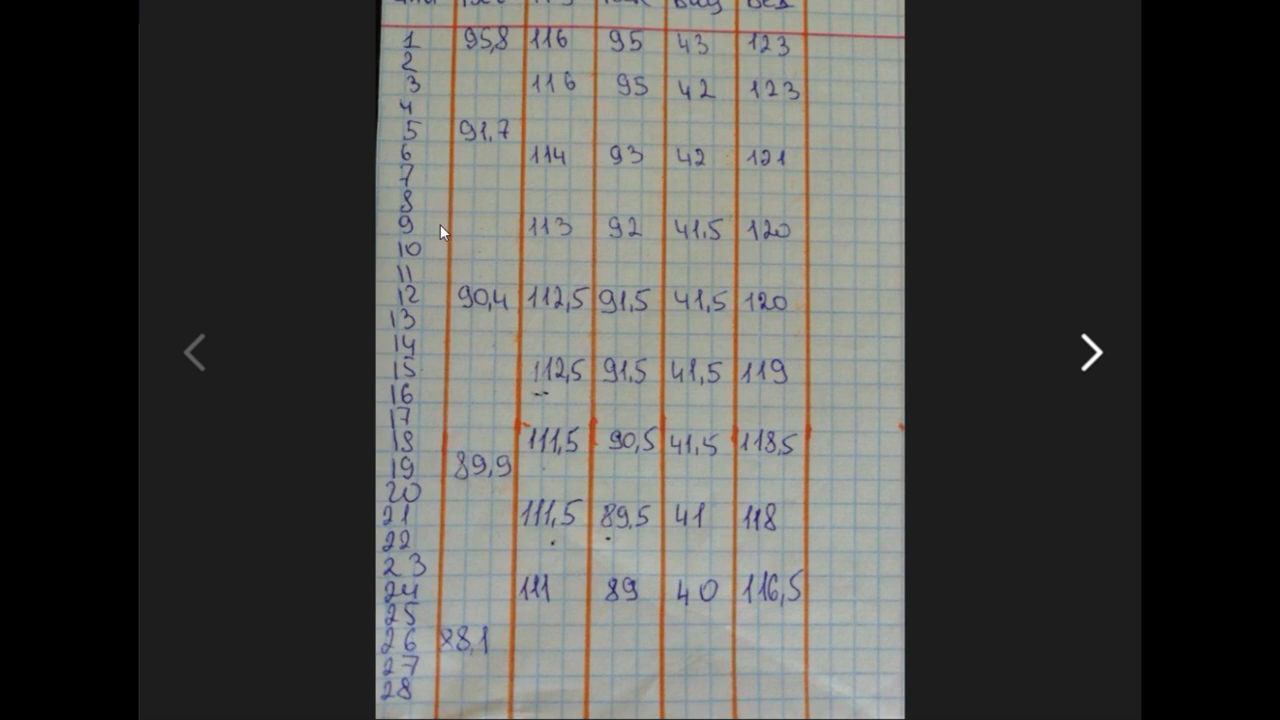 1 95,8 116 95 43 123
2
3 116 95 42 123
4
5 91,7
6 114 93 42 121
7
8
9 113 92 41,5 120
10
11
12 90,4 112,5 91,5 41,5 120
13
14
15 112,5 91,5 41,5 119
16
17
18 111,5 90,5 41,5 118,5
19 89,9
20
21 111,5 89,5 41 118
22
23
24 111 89 40 116,5
25
26 88,1
27
28